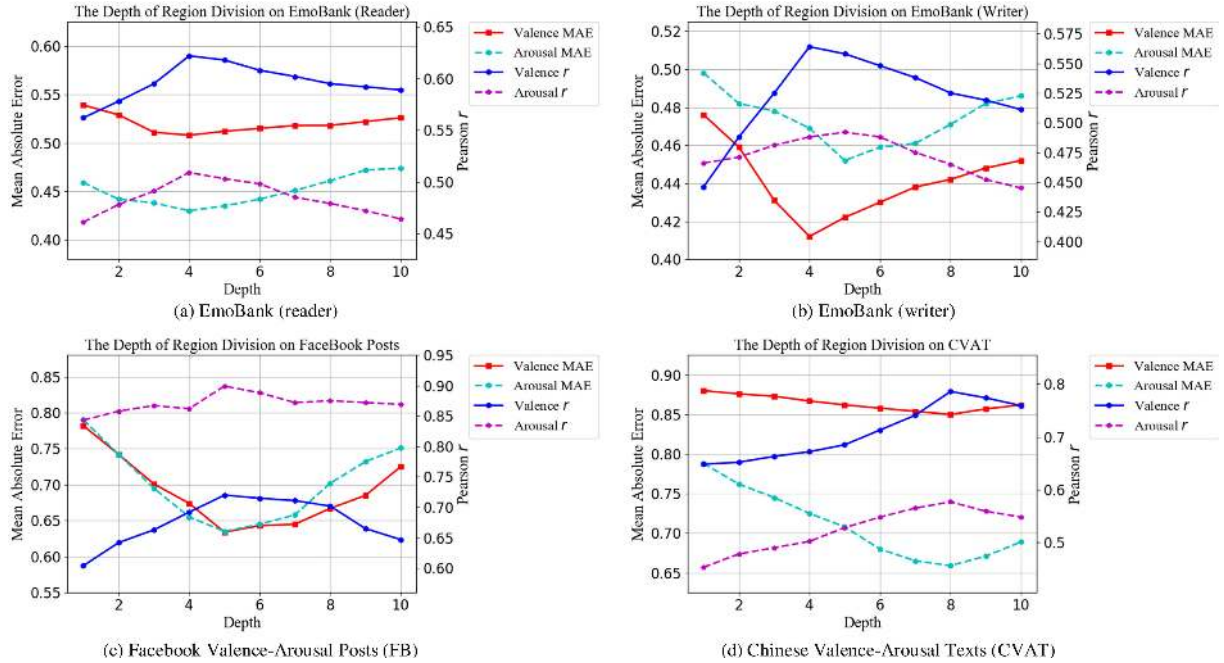 The Depth of Region Division on EmoBank (Reader)
Mean Absolute Error
0.60
0.55
0.50
0.45
0.40
0.65
0.60
0.55
0.50
0.45
Pearson r
2 4 6 8 10
Depth
Valence MAE
Arousal MAE
Valence r
Arousal r
(a) EmoBank (reader)
The Depth of Region Division on EmoBank (Writer)
Mean Absolute Error
0.52
0.50
0.48
0.46
0.44
0.42
0.40
0.575
0.550
0.525
0.500
0.475
0.450
0.425
0.400
Pearson r
2 4 6 8 10
Depth
Valence MAE
Arousal MAE
Valence r
Arousal r
(b) EmoBank (writer)
The Depth of Region Division on FaceBook Posts
Mean Absolute Error
0.85
0.80
0.75
0.70
0.65
0.60
0.55
0.95
0.90
0.85
0.80
0.75
0.70
0.65
0.60
Pearson r
2 4 6 8 10
Depth
Valence MAE
Arousal MAE
Valence r
Arousal r
(c) Facebook Valence-Arousal Posts (FB)
The Depth of Region Division on CVAT
Mean Absolute Error
0.90
0.85
0.80
0.75
0.70
0.65
0.8
0.7
0.6
0.5
Pearson r
2 4 6 8 10
Depth
Valence MAE
Arousal MAE
Valence r
Arousal r
(d) Chinese Valence-Arousal Texts (CVAT)